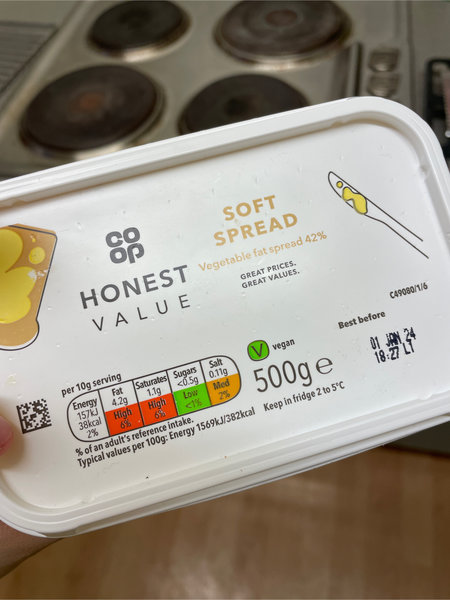 co
op
HONEST
VALUE
SOFT
SPREAD
Vegetable fat spread 42%
GREAT PRICES.
GREAT VALUES.
C49080/1/6
Best before
01 JAN 24
18:27 LT
V vegan
500g e
Keep in fridge 2 to 5°C
per 10g serving
Energy 157kJ 38kcal 2%
Fat 4.2g High 6%
Saturates 1.1g High 6%
Sugars <0.5g Low <1%
Salt 0.11g Med 2%
% of an adult's reference intake.
Typical values per 100g: Energy 1569kJ/382kcal